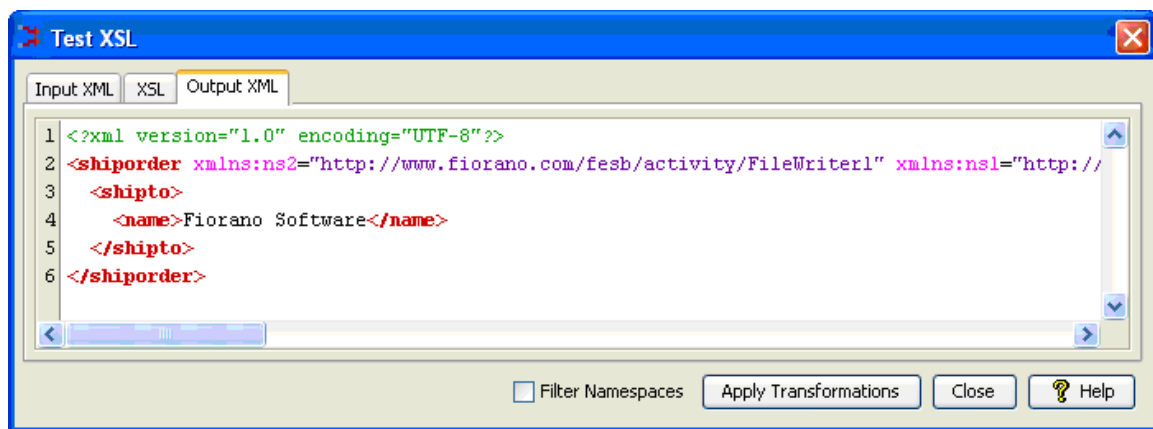 Test XSL
Input XML XSL Output XML
1 <?xml version="1.0" encoding="UTF-8"?>
2 <shiporder xmlns:ns2="http://www.fiorano.com/fesb/activity/FileWriter1" xmlns:ns1="http://
3 <shipto>
4 <name>Fiorano Software</name>
5 </shipto>
6 </shiporder>
Filter Namespaces Apply Transformations Close Help